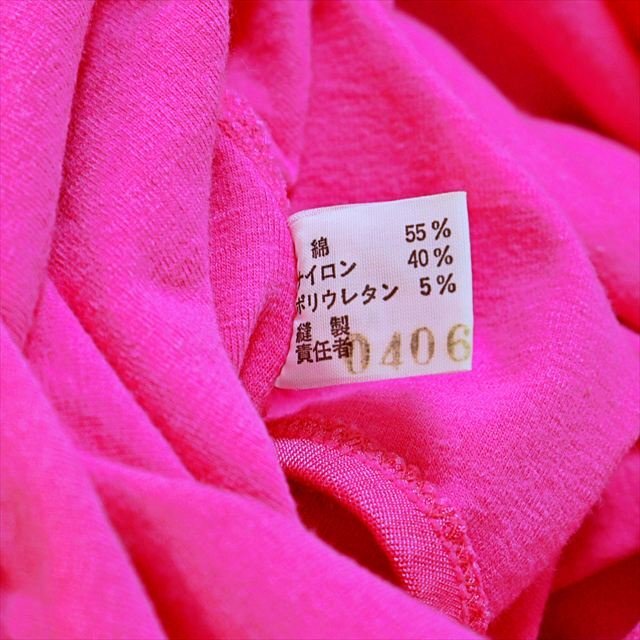 綿 55%
ナイロン 40%
ポリウレタン 5%
縫製
責任者 0406